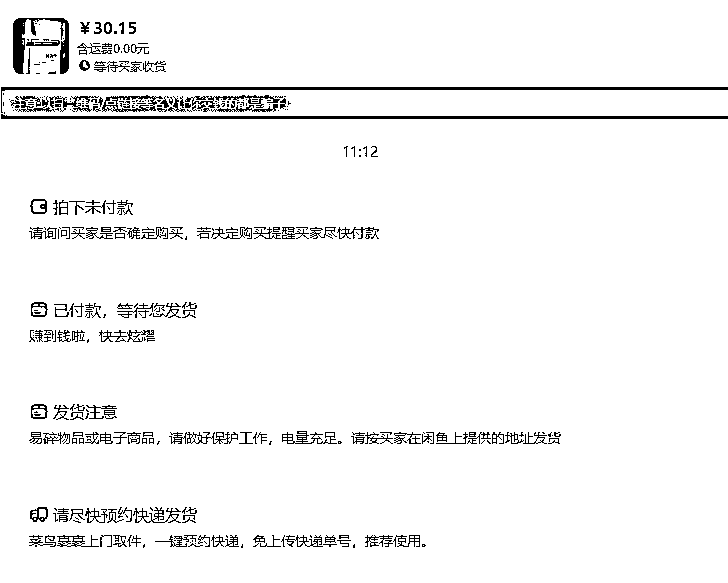 ¥30.15
含运费0.00元
等待买家收货
11:12
拍下未付款
请询问买家是否确定购买，若决定购买提醒买家尽快付款
已付款，等待您发货
赚到钱啦，快去炫耀
发货注意
易碎物品或电子商品，请做好保护工作，电量充足。请按买家在闲鱼上提供的地址发货
请尽快预约快递发货
菜鸟裹裹上门取件，一键预约快递，免上传快递单号，推荐使用。